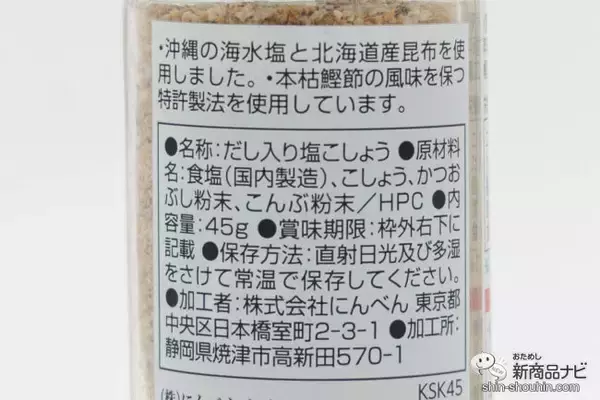 ・沖縄の海水塩と北海道産昆布を使
用しました。・本枯鰹節の風味を保つ
特許製法を使用しています。
●名称:だし入り塩こしょう ●原材料
名:食塩(国内製造)、こしょう、かつお
ぶし粉末、こんぶ粉末／HPC ●内
容量:45g ●賞味期限:枠外右下に
記載 ●保存方法:直射日光及び多湿
をさけて常温で保存してください。
●加工者:株式会社にんべん 東京都
中央区日本橋室町2-3-1 ●加工所:
静岡県焼津市高新田570-1
KSK45
おためし
新商品ナビ
shin-shouhin.com